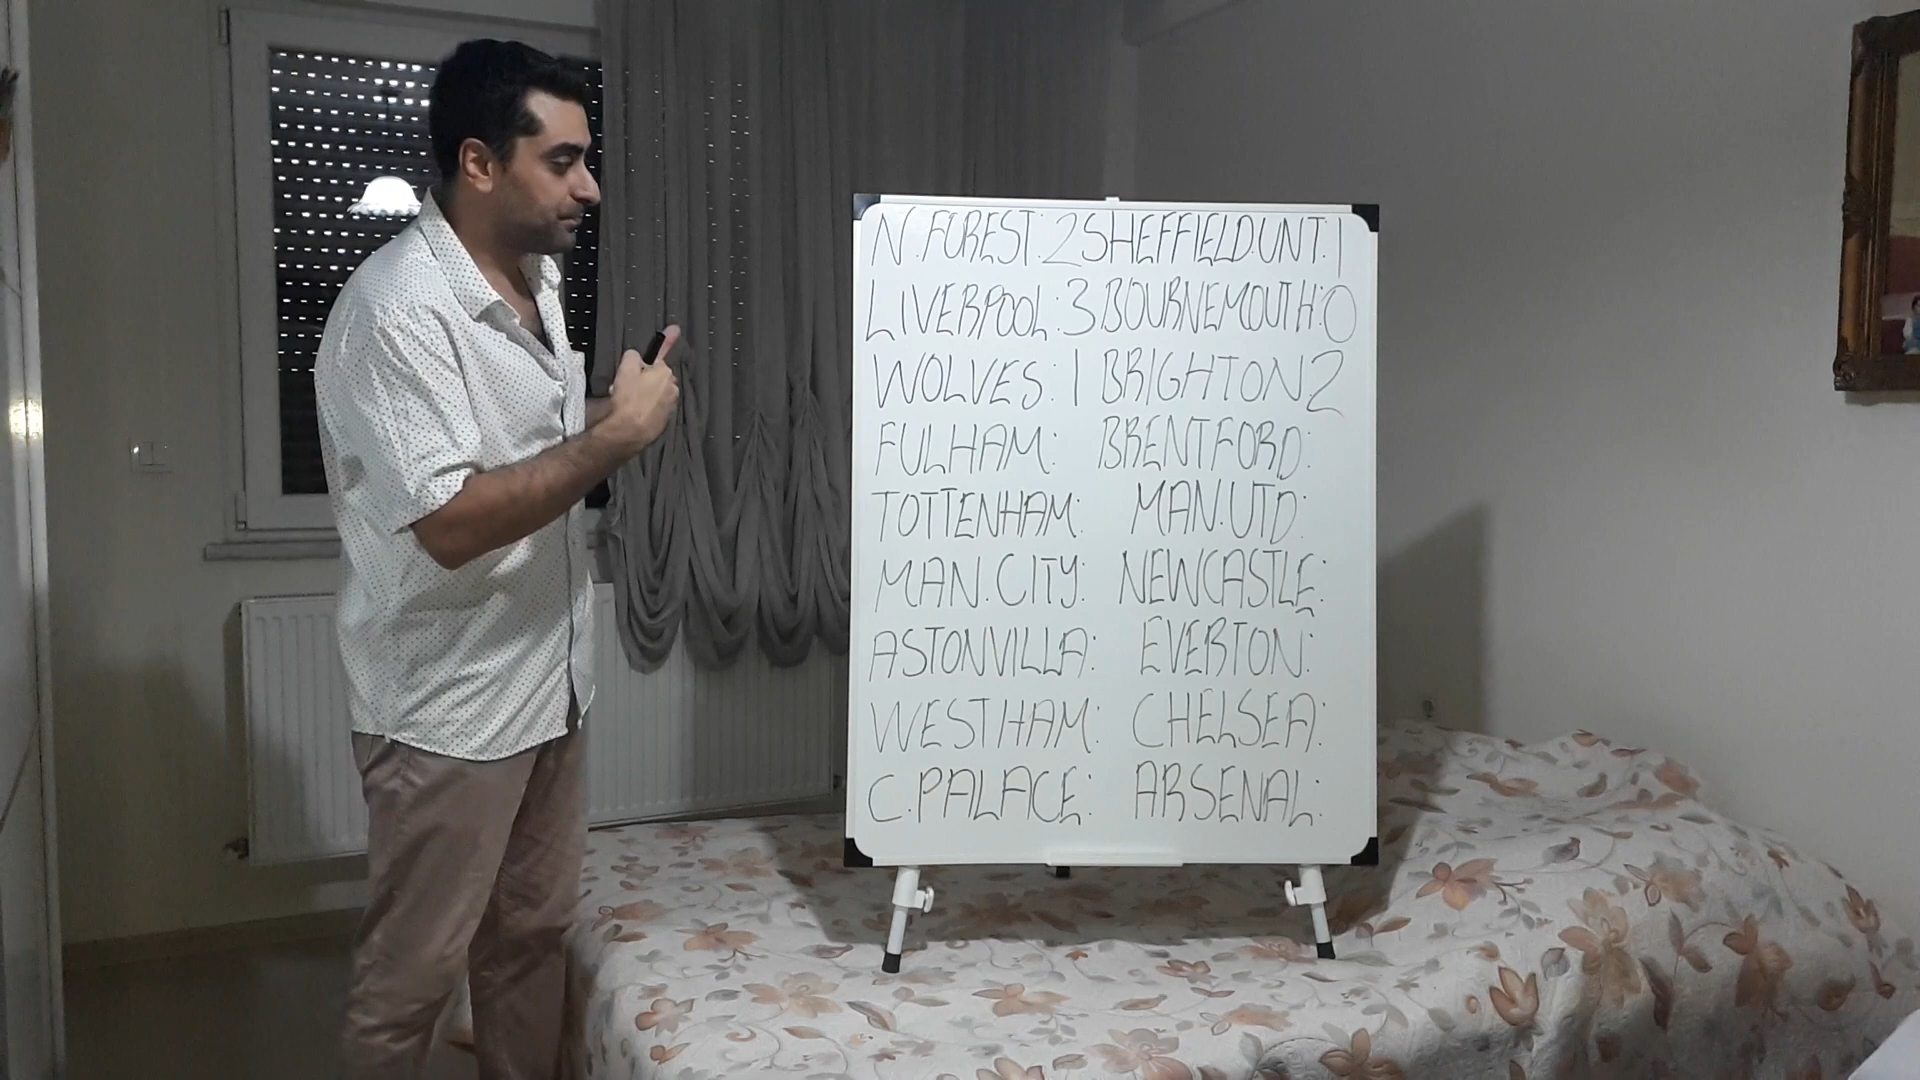 N.FOREST: 2 SHEFFIELD.UNT: 1
LIVERPOOL: 3 BOURNEMOUTH: 0
WOLVES: 1 BRIGHTON: 2
FULHAM: BRENTFORD:
TOTTENHAM: MAN.UTD:
MAN.CITY: NEWCASTLE:
ASTONVILLA: EVERTON:
WESTHAM: CHELSEA:
C.PALACE: ARSENAL: